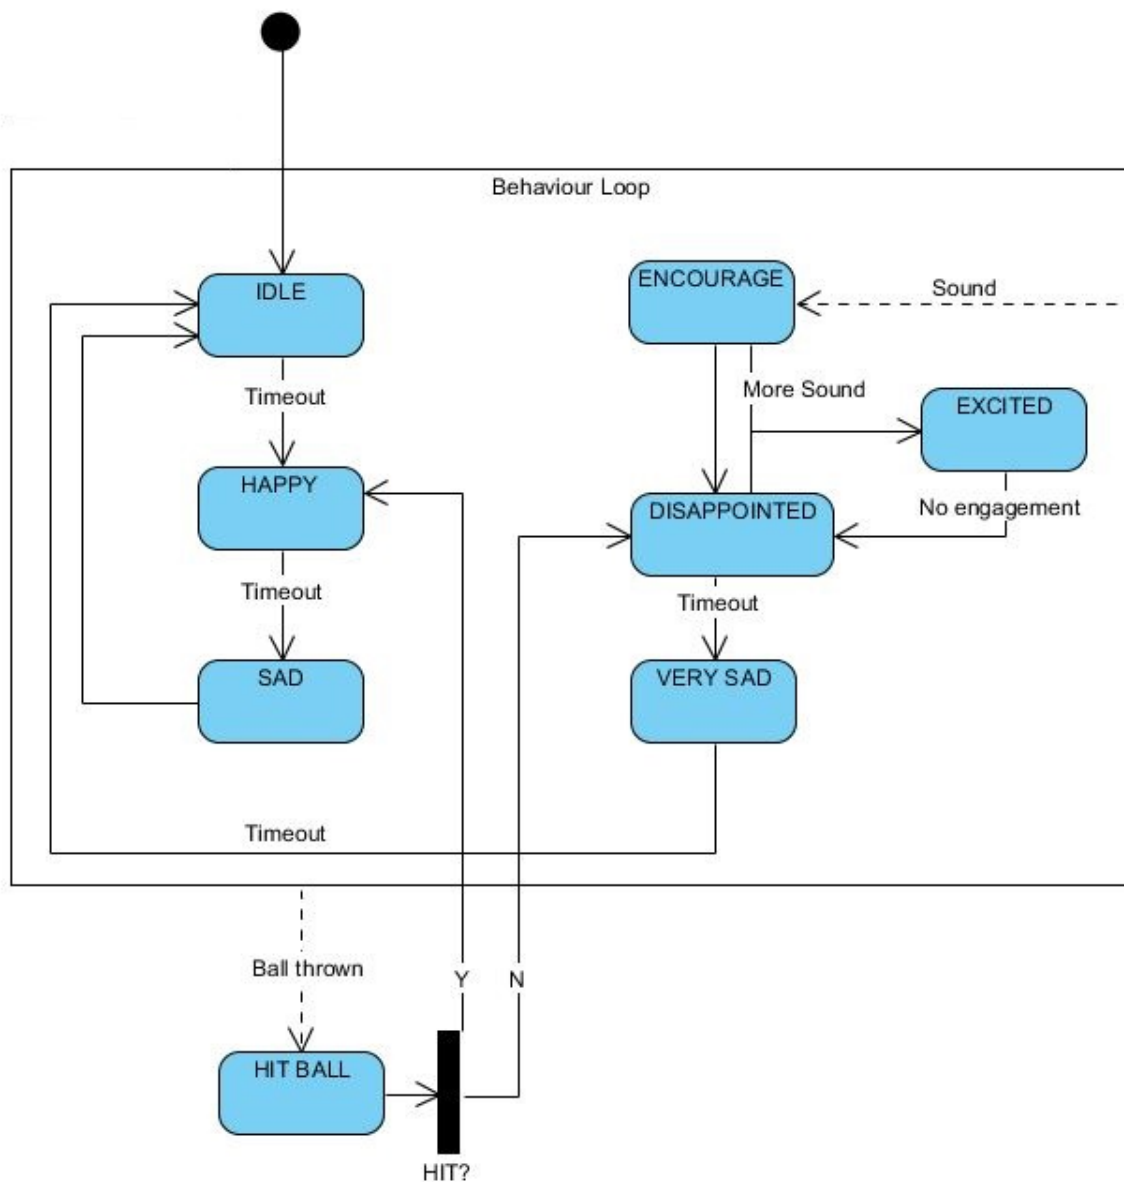 Behaviour Loop
IDLE
ENCOURAGE
Sound
Timeout
More Sound
EXCITED
HAPPY
DISAPPOINTED
No engagement
Timeout
Timeout
SAD
VERY SAD
Timeout
Ball thrown
Y
N
HIT BALL
HIT?